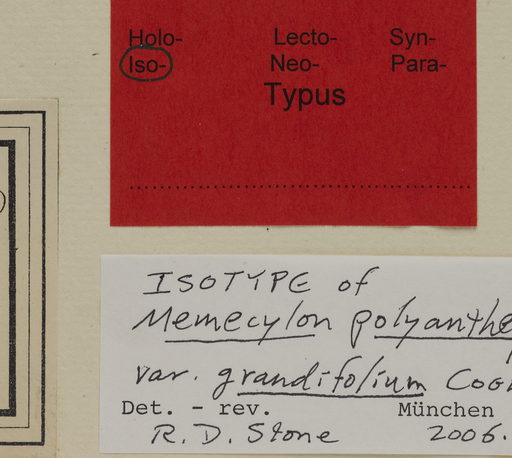 Holo- Lecto- Syn-
Iso- Neo- Para-
Typus
ISOTYPE of
Memecylon polyanthe
var. grandifolium Cog
Det. - rev. München
R. D. Stone 2006.